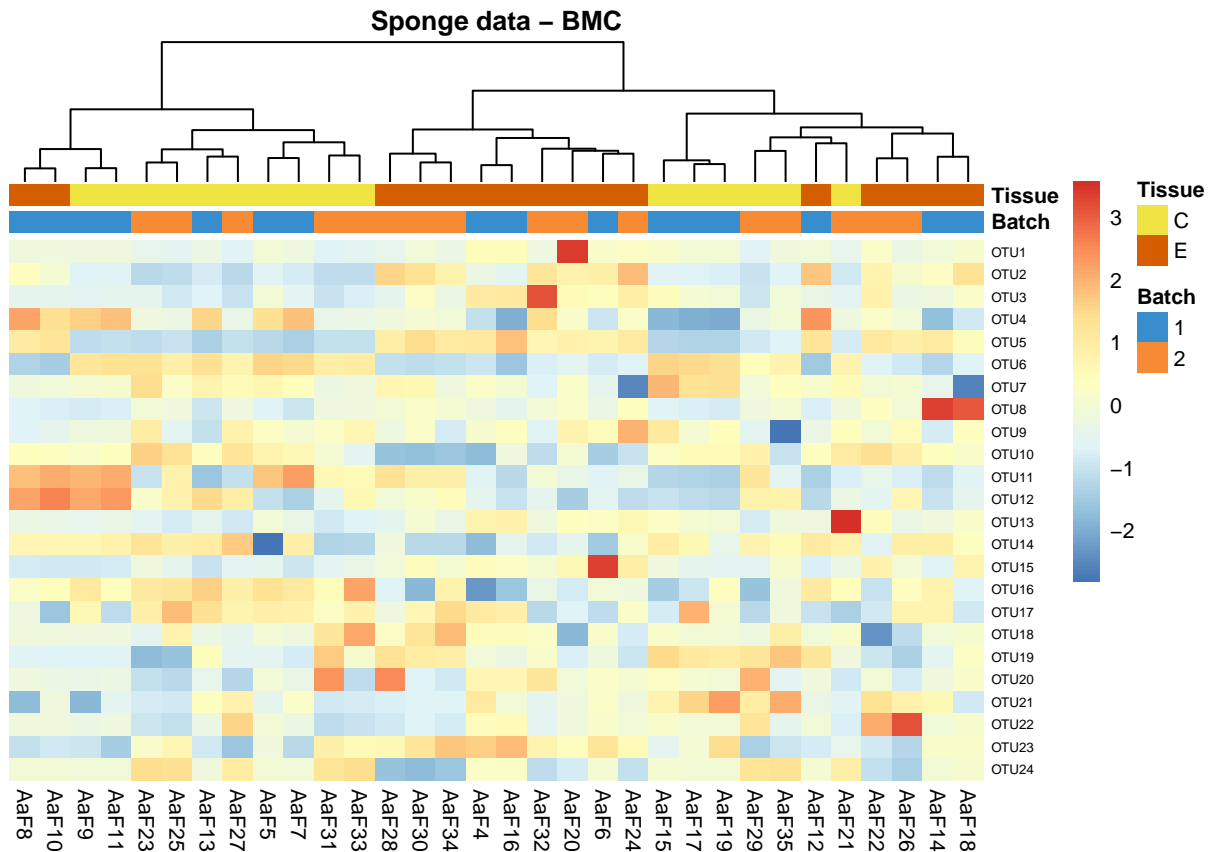 Sponge data – BMC
Tissue
Batch
OTU1
OTU2
OTU3
OTU4
OTU5
OTU6
OTU7
OTU8
OTU9
OTU10
OTU11
OTU12
OTU13
OTU14
OTU15
OTU16
OTU17
OTU18
OTU19
OTU20
OTU21
OTU22
OTU23
OTU24
AaF8 AaF10 AaF9 AaF11 AaF23 AaF25 AaF13 AaF27 AaF5 AaF7 AaF31 AaF33 AaF28 AaF30 AaF34 AaF4 AaF16 AaF32 AaF20 AaF6 AaF24 AaF15 AaF17 AaF19 AaF29 AaF35 AaF12 AaF21 AaF22 AaF26 AaF14 AaF18
3
2
1
0
−1
−2
Tissue
C
E
Batch
1
2